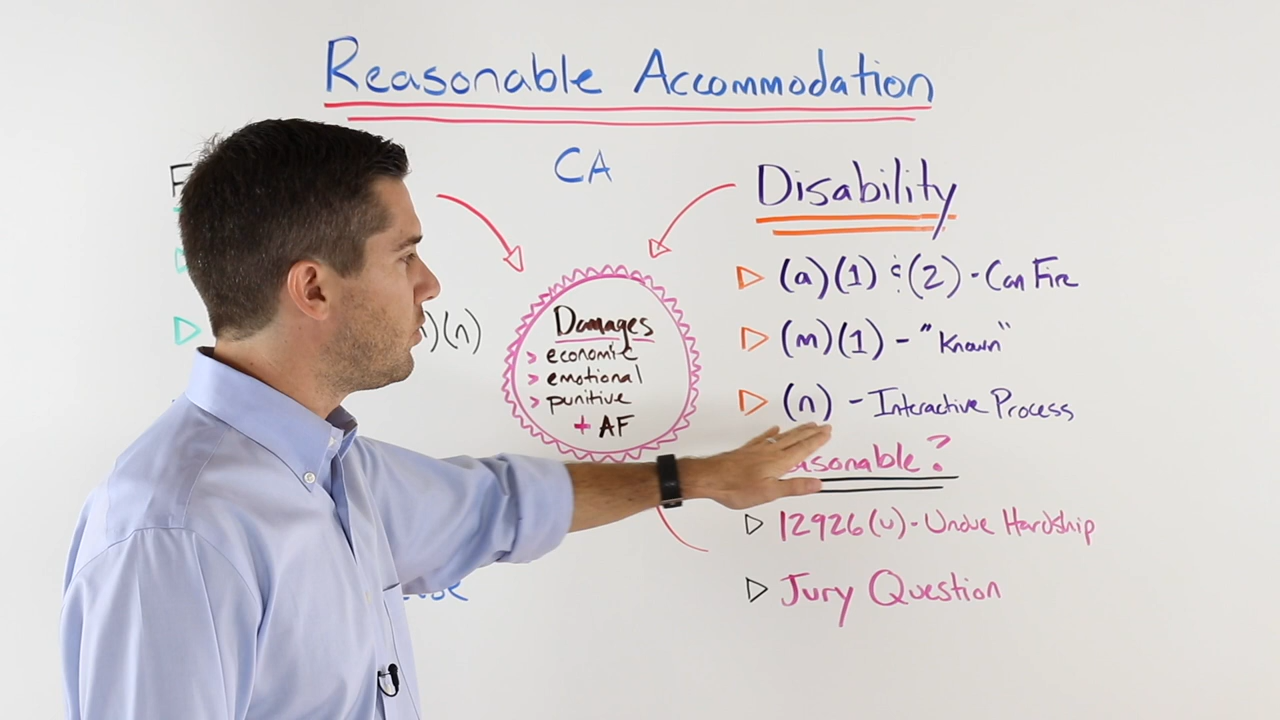 Reasonable Accommodation
CA
F
)(n)
Damages
> economic
> emotional
> punitive
+ AF
Disability
(a)(1) & (2) - Can Fire
(m)(1) - "Known"
(n) - Interactive Process
asonable?
12926(u) - Undue Hardship
Jury Question